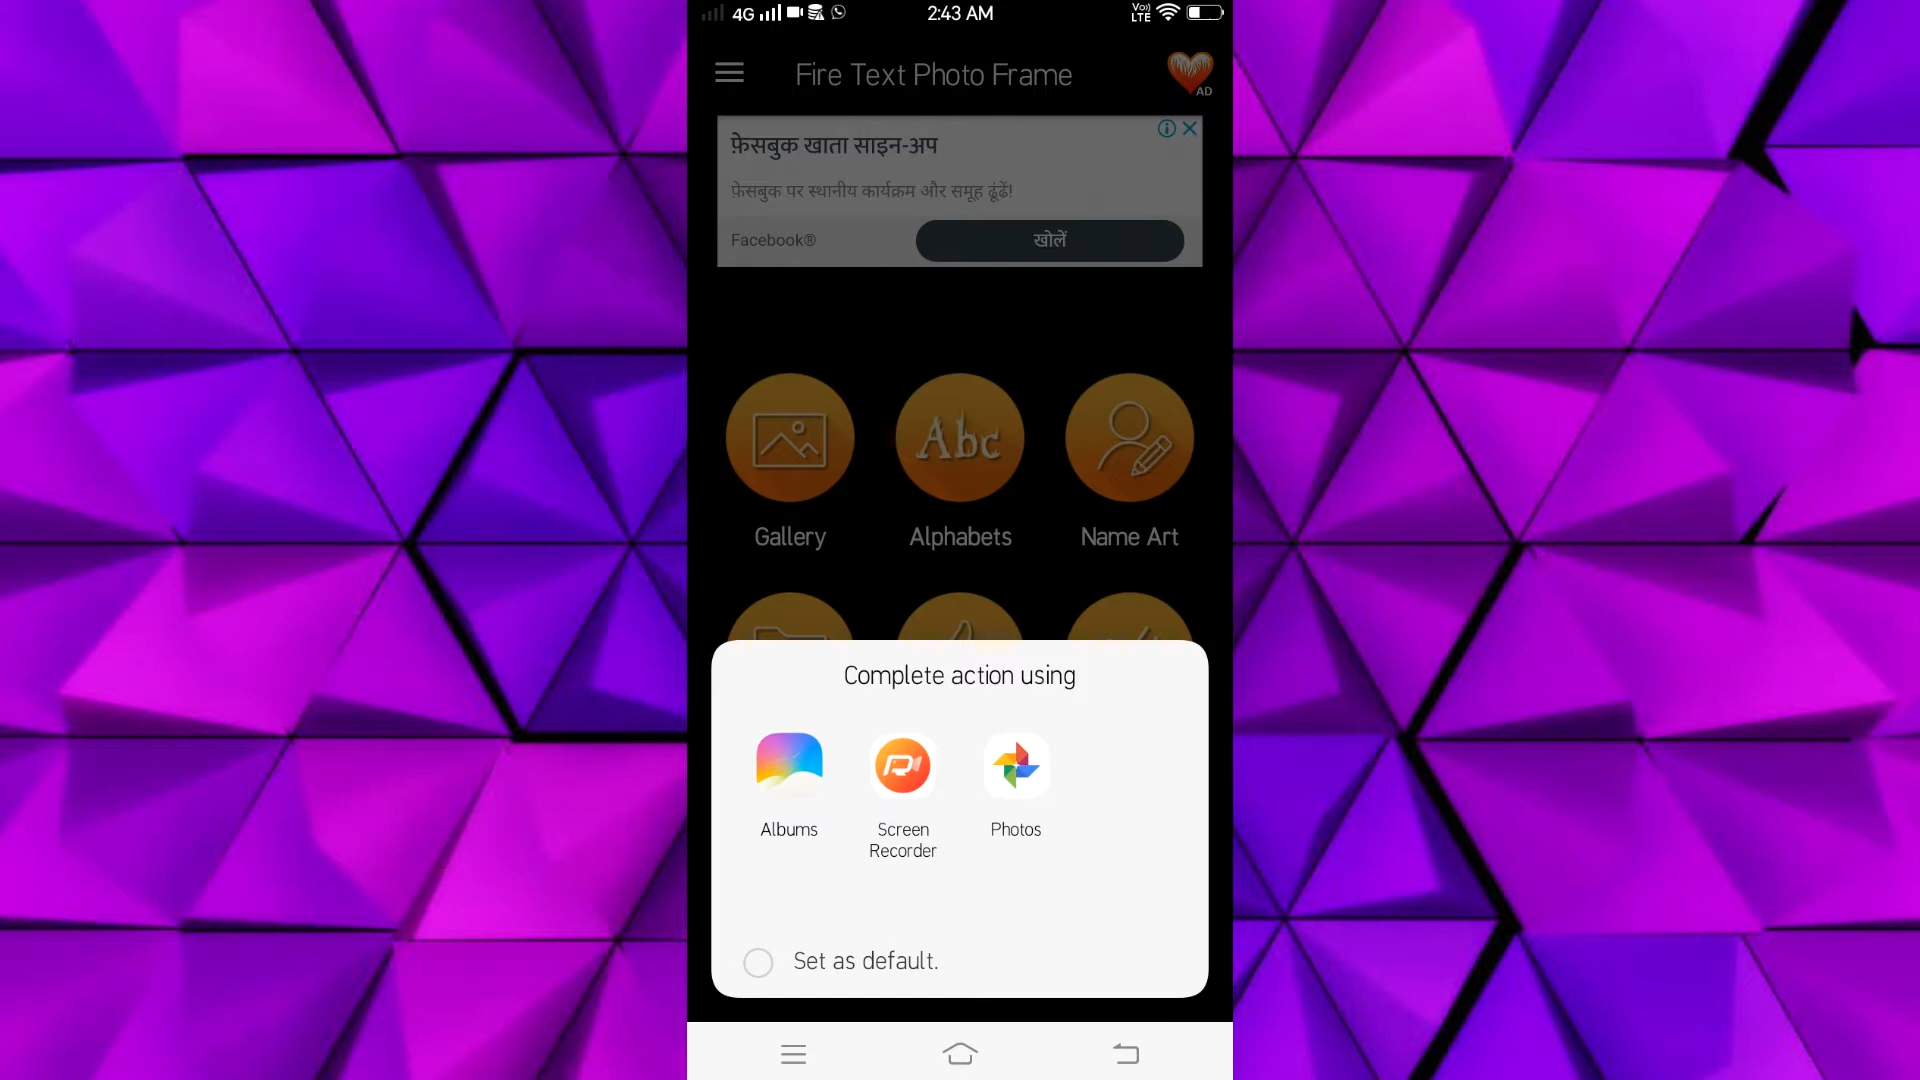 4G 2:43 AM VoLTE
Fire Text Photo Frame
AD
फ़ेसबुक खाता साइन-अप
फ़ेसबुक पर स्थानीय कार्यक्रम और समूह ढूंढें!
Facebook® खोलें
Abc
Gallery Alphabets Name Art
Complete action using
Albums Screen Recorder Photos
Set as default.